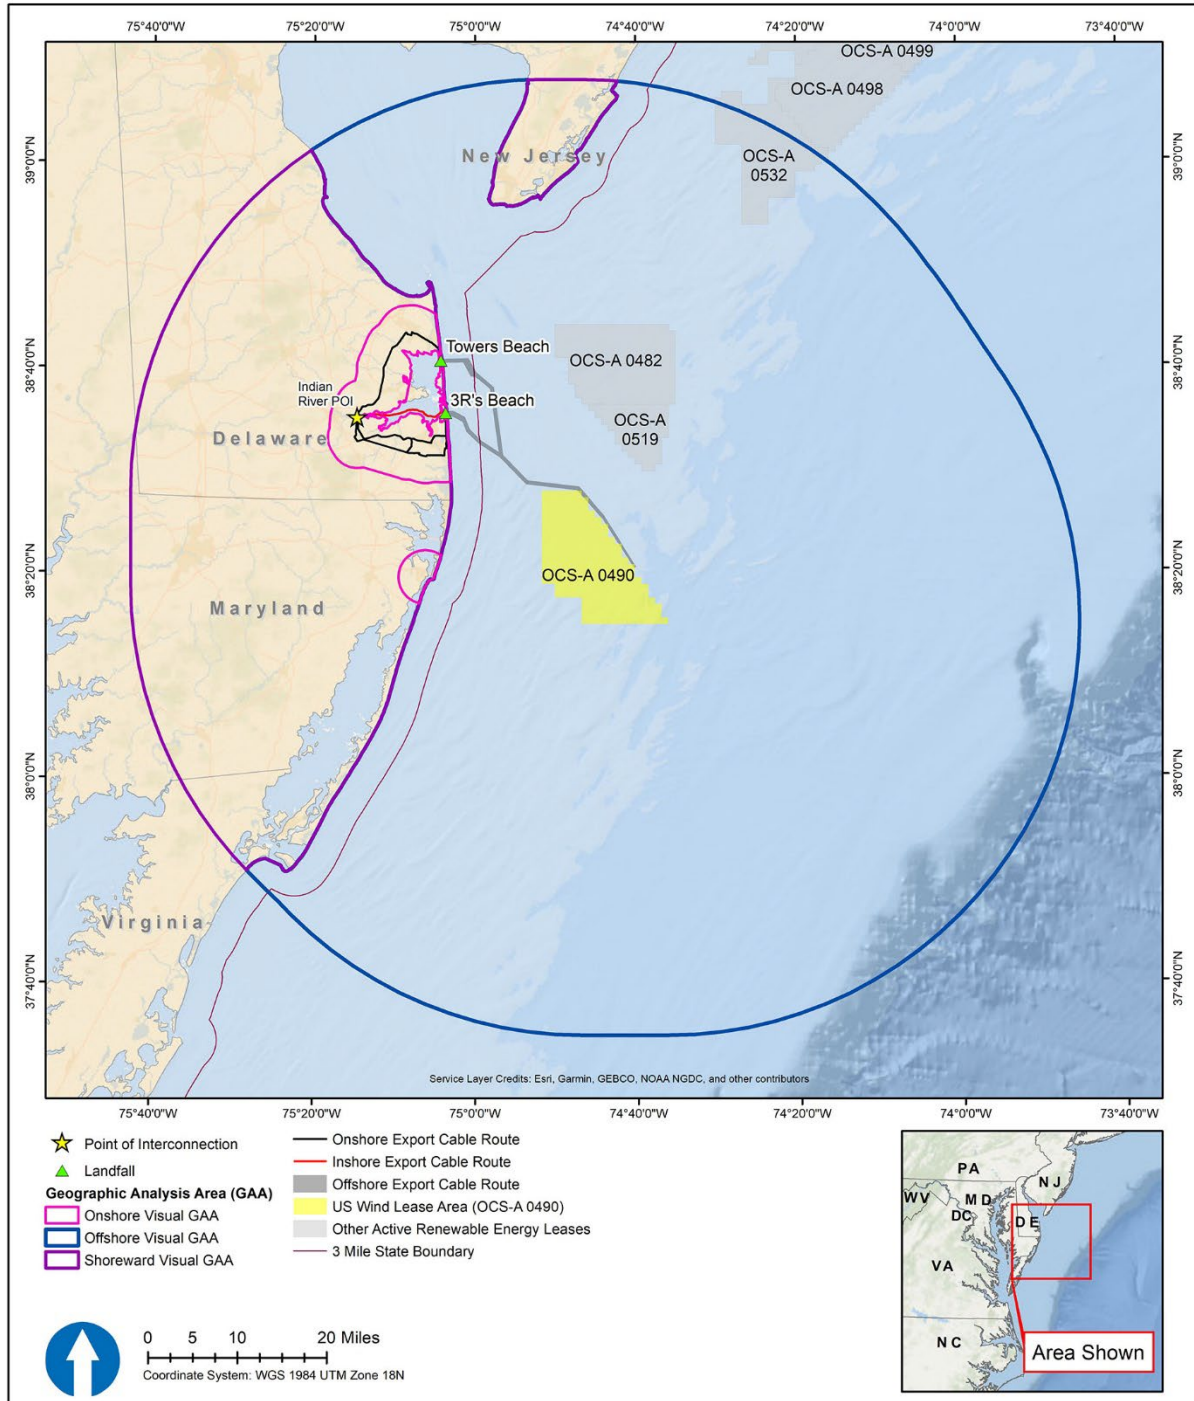 75°40'0"W
75°20'0"W
75°0'0"W
74°40'0"W
74°20'0"W
74°0'0"W
73°40'0"W
OCS-A 0499
OCS-A 0498
OCS-A
0532
New Jersey
39°0'0"N
39°0'0"N
38°40'0"N
38°40'0"N
Towers Beach
OCS-A 0482
Indian
River POI
3R's Beach
OCS-A
0519
Delaware
38°20'0"N
38°20'0"N
OCS-A 0490
Maryland
38°0'0"N
38°0'0"N
Virginia
37°40'0"N
37°40'0"N
Service Layer Credits: Esri, Garmin, GEBCO, NOAA NGDC, and other contributors
75°40'0"W
75°20'0"W
75°0'0"W
74°40'0"W
74°20'0"W
74°0'0"W
73°40'0"W
Point of Interconnection
Landfall
Geographic Analysis Area (GAA)
Onshore Visual GAA
Offshore Visual GAA
Shoreward Visual GAA
Onshore Export Cable Route
Inshore Export Cable Route
Offshore Export Cable Route
US Wind Lease Area (OCS-A 0490)
Other Active Renewable Energy Leases
3 Mile State Boundary
0 5 10 20 Miles
Coordinate System: WGS 1984 UTM Zone 18N
PA
NJ
WV
MD
DC
DE
VA
NC
Area Shown